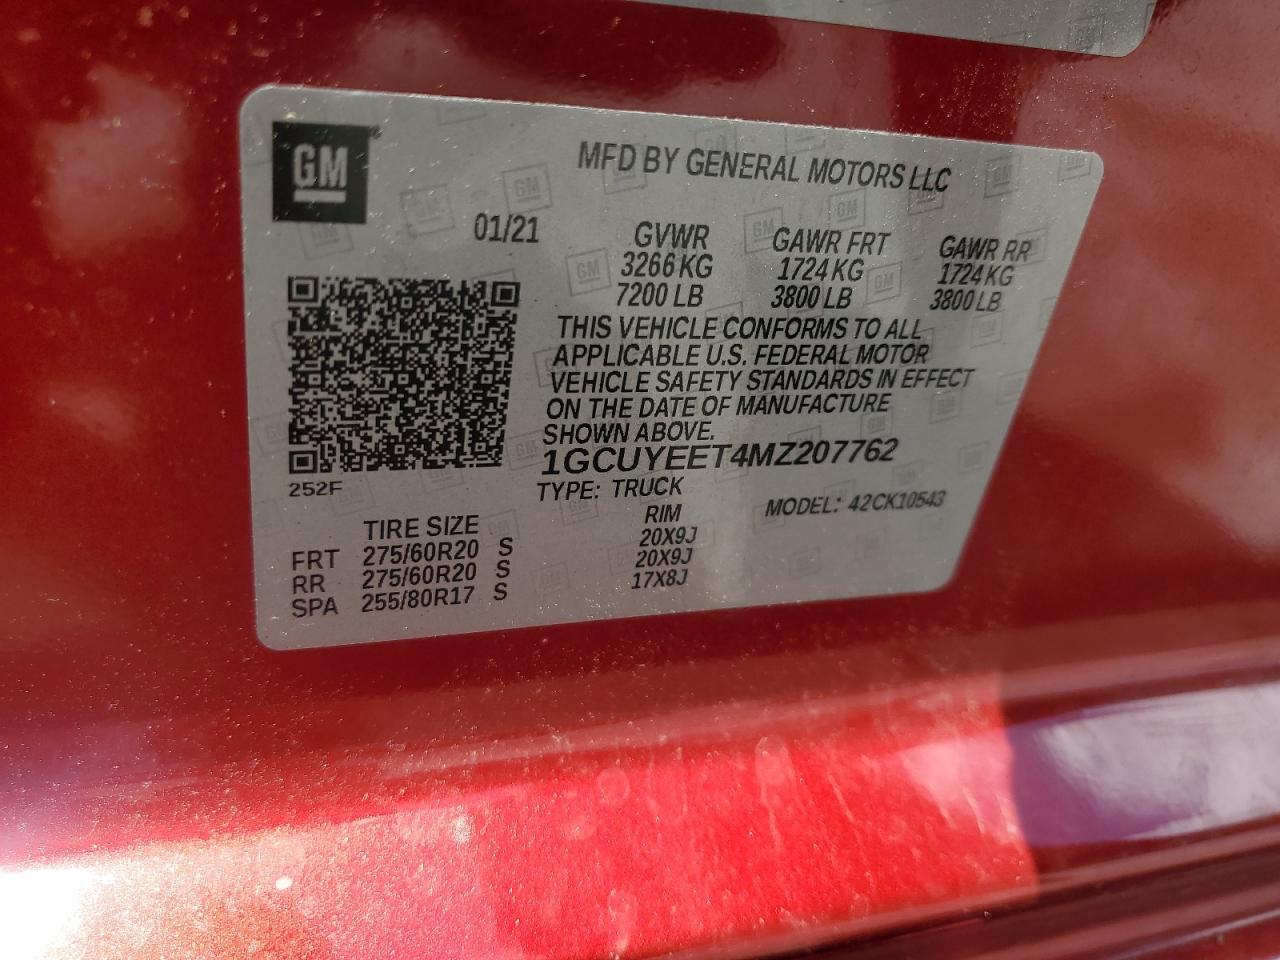 GM
MFD BY GENERAL MOTORS LLC
01/21
GVWR GAWR FRT GAWR RR
3266 KG 1724 KG 1724 KG
7200 LB 3800 LB 3800 LB
THIS VEHICLE CONFORMS TO ALL
APPLICABLE U.S. FEDERAL MOTOR
VEHICLE SAFETY STANDARDS IN EFFECT
ON THE DATE OF MANUFACTURE
SHOWN ABOVE.
1GCUYEET4MZ207762
252F
TYPE: TRUCK MODEL: 42CK10543
TIRE SIZE RIM
FRT 275/60R20 S 20X9J
RR 275/60R20 S 20X9J
SPA 255/80R17 S 17X8J